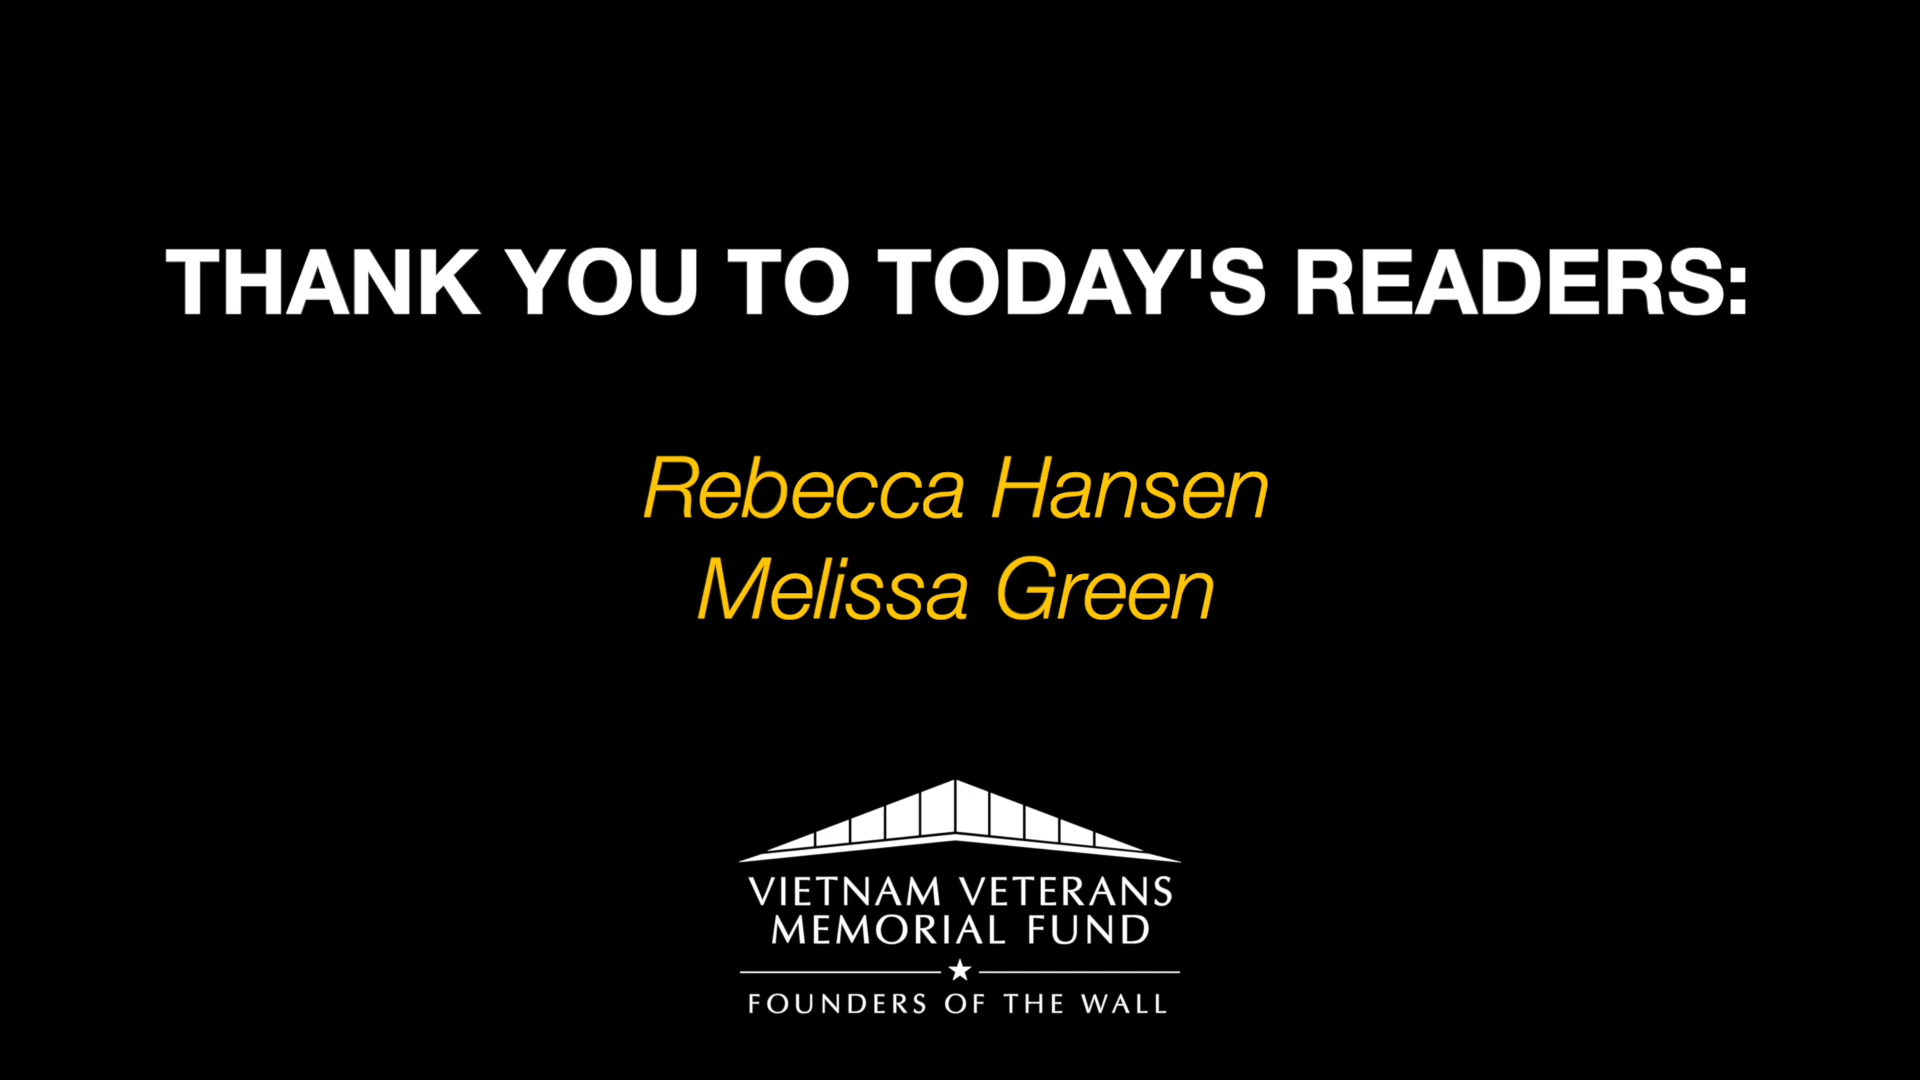 THANK YOU TO TODAY'S READERS:
Rebecca Hansen
Melissa Green
VIETNAM VETERANS
MEMORIAL FUND
FOUNDERS OF THE WALL